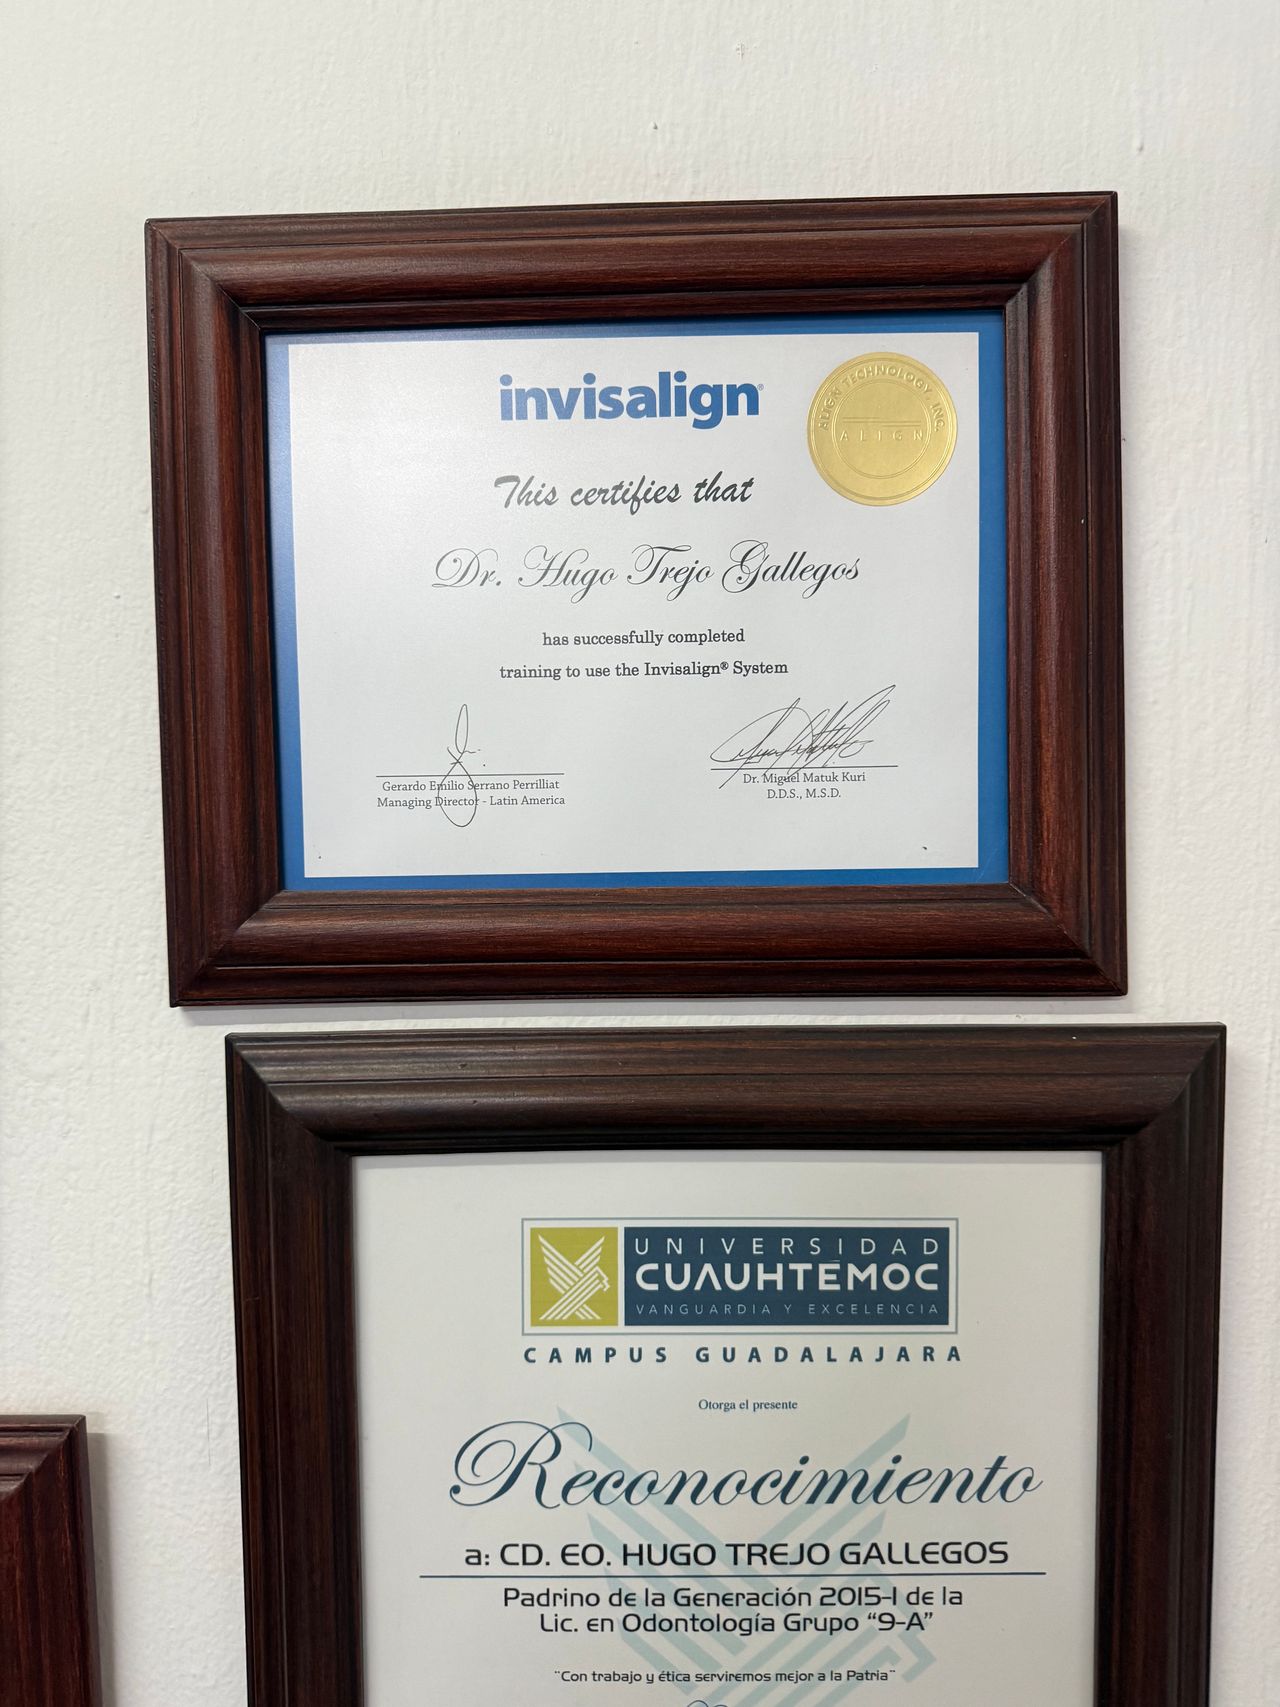 invisalign®
ALIGN TECHNOLOGY, INC.
ALIGN
This certifies that
Dr. Hugo Trejo Gallegos
has successfully completed
training to use the Invisalign® System
Gerardo Emilio Serrano Perrilliat
Managing Director - Latin America
Dr. Miguel Matuk Kuri
D.D.S., M.S.D.
UNIVERSIDAD
CUAUHTÉMOC
VANGUARDIA Y EXCELENCIA
CAMPUS GUADALAJARA
Otorga el presente
Reconocimiento
a: CD. EO. HUGO TREJO GALLEGOS
Padrino de la Generación 2015-I de la
Lic. en Odontología Grupo “9-A”
¨Con trabajo y ética serviremos mejor a la Patria¨